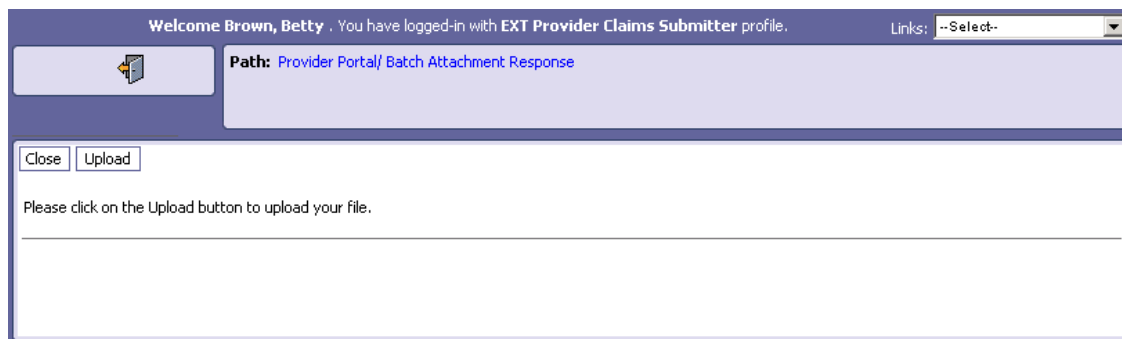 Welcome Brown, Betty . You have logged-in with EXT Provider Claims Submitter profile. Links: --Select--
Path: Provider Portal/ Batch Attachment Response
Close Upload
Please click on the Upload button to upload your file.